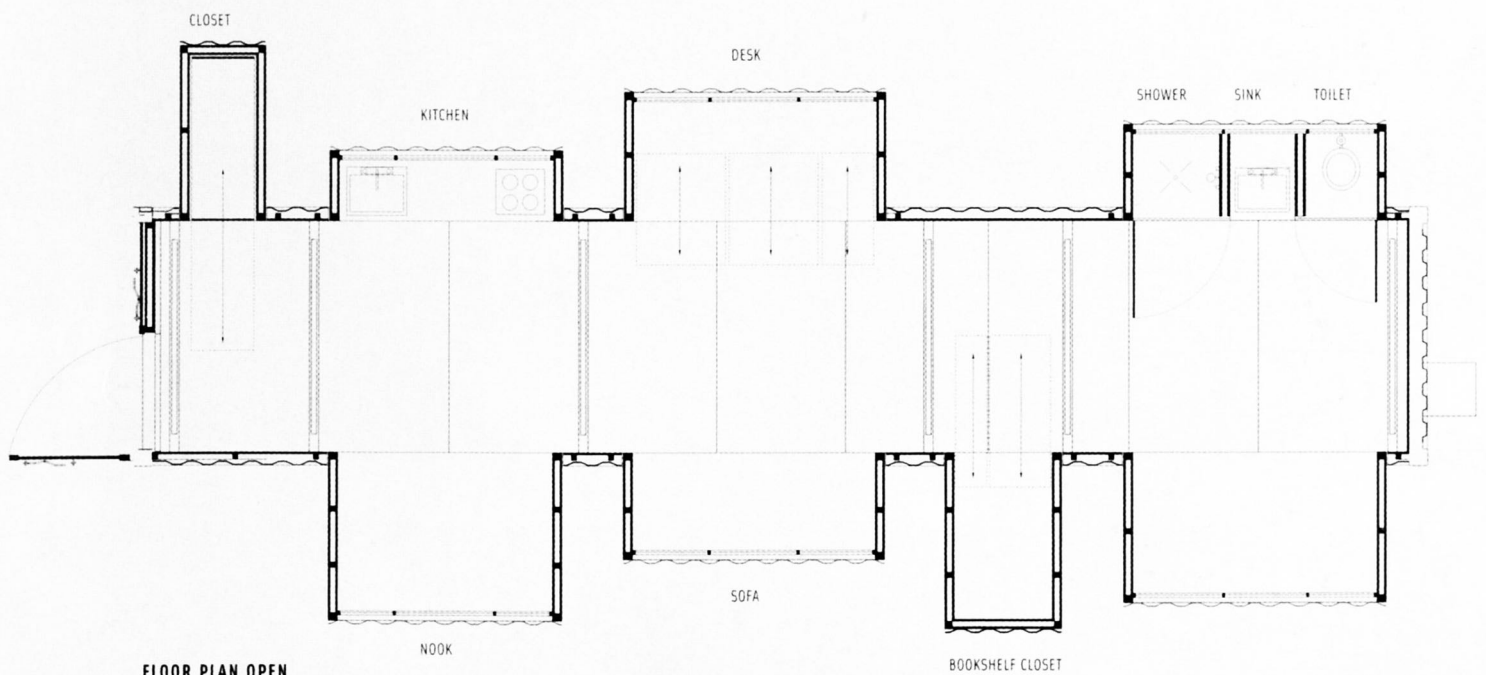 CLOSET
KITCHEN
DESK
SHOWER SINK TOILET
NOOK
SOFA
BOOKSHELF CLOSET
FLOOR PLAN OPEN